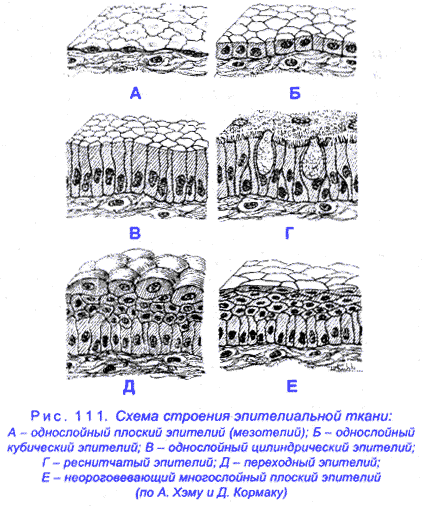 А
Б
В
Г
Д
Е
Рис. 111. Схема строения эпителиальной ткани:
А – однослойный плоский эпителий (мезотелий); Б – однослойный
кубический эпителий; В – однослойный цилиндрический эпителий;
Г – реснитчатый эпителий; Д – переходный эпителий;
Е – неороговевающий многослойный плоский эпителий
(по А. Хэму и Д. Кормаку)